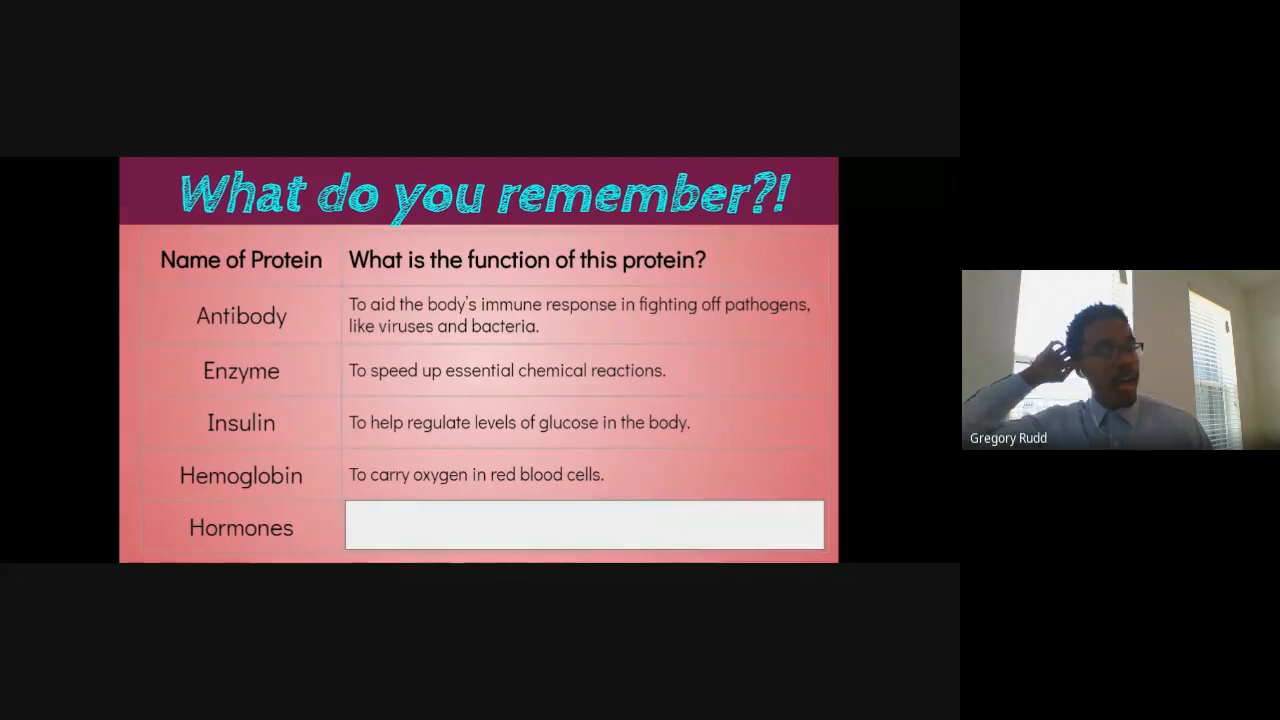 What do you remember?!
Name of Protein
What is the function of this protein?
Antibody
To aid the body's immune response in fighting off pathogens,
like viruses and bacteria.
Enzyme
To speed up essential chemical reactions.
Insulin
To help regulate levels of glucose in the body.
Hemoglobin
To carry oxygen in red blood cells.
Hormones
Gregory Rudd